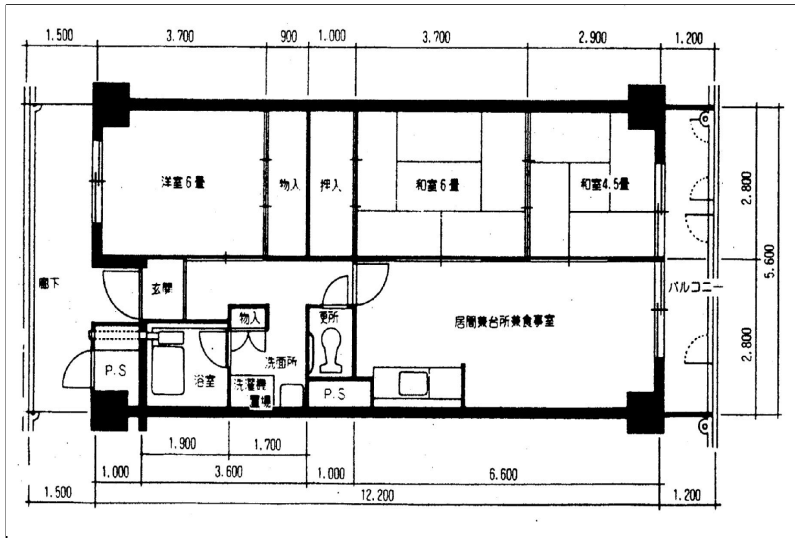 1.500 3.700 900 1.000 3.700 2.900 1.200
洋室6畳
物入
押入
和室6畳
和室4.5畳
2.800
5.600
廊下
玄関
バルコニー
物入
便所
居間兼台所兼食事室
2.800
P.S
浴室
洗面所
洗濯機
置場
P.S
1.900 1.700
1.000 3.600 1.000 6.600
1.500 12.200 1.200